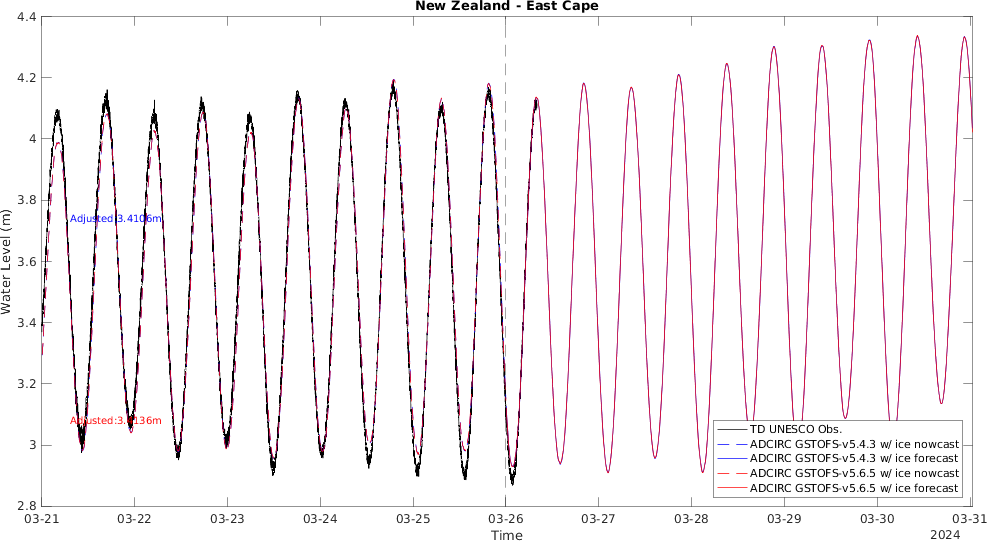 New Zealand - East Cape
4.4
4.2
4
3.8
3.6
3.4
3.2
3
2.8
Water Level (m)
Adjusted:3.4106m
TD UNESCO Obs.
ADCIRC GSTOFS-v5.4.3 w/ ice nowcast
ADCIRC GSTOFS-v5.4.3 w/ ice forecast
ADCIRC GSTOFS-v5.6.5 w/ ice nowcast
ADCIRC GSTOFS-v5.6.5 w/ ice forecast
03-21 03-22 03-23 03-24 03-25 03-26 03-27 03-28 03-29 03-30 03-31
Time
2024